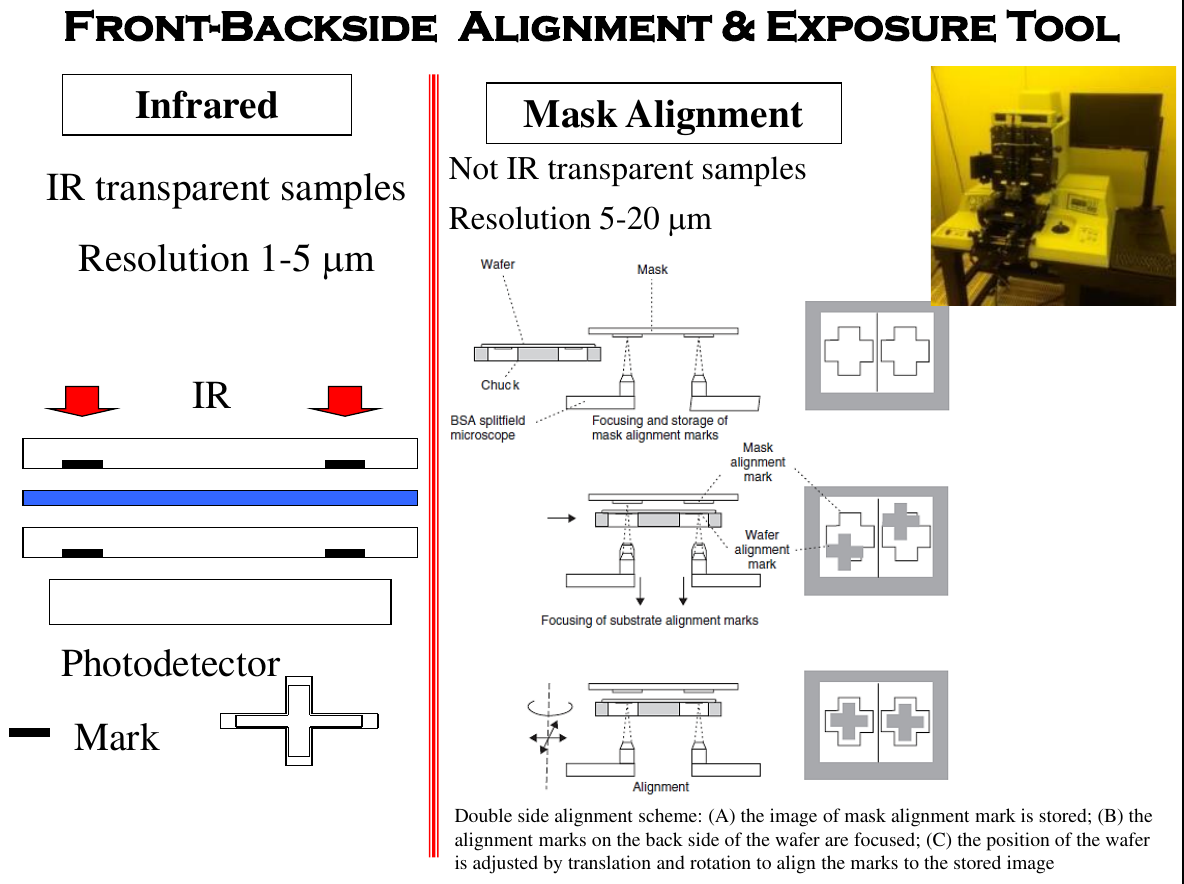 Front-Backside Alignment & Exposure Tool
Infrared
IR transparent samples
Resolution 1-5 μm
IR
Photodetector
Mark
Mask Alignment
Not IR transparent samples
Resolution 5-20 μm
Wafer
Mask
Chuck
BSA splitfield
microscope
Focusing and storage of
mask alignment marks
Mask
alignment
mark
Wafer
alignment
mark
Focusing of substrate alignment marks
Alignment
Double side alignment scheme: (A) the image of mask alignment mark is stored; (B) the
alignment marks on the back side of the wafer are focused; (C) the position of the wafer
is adjusted by translation and rotation to align the marks to the stored image